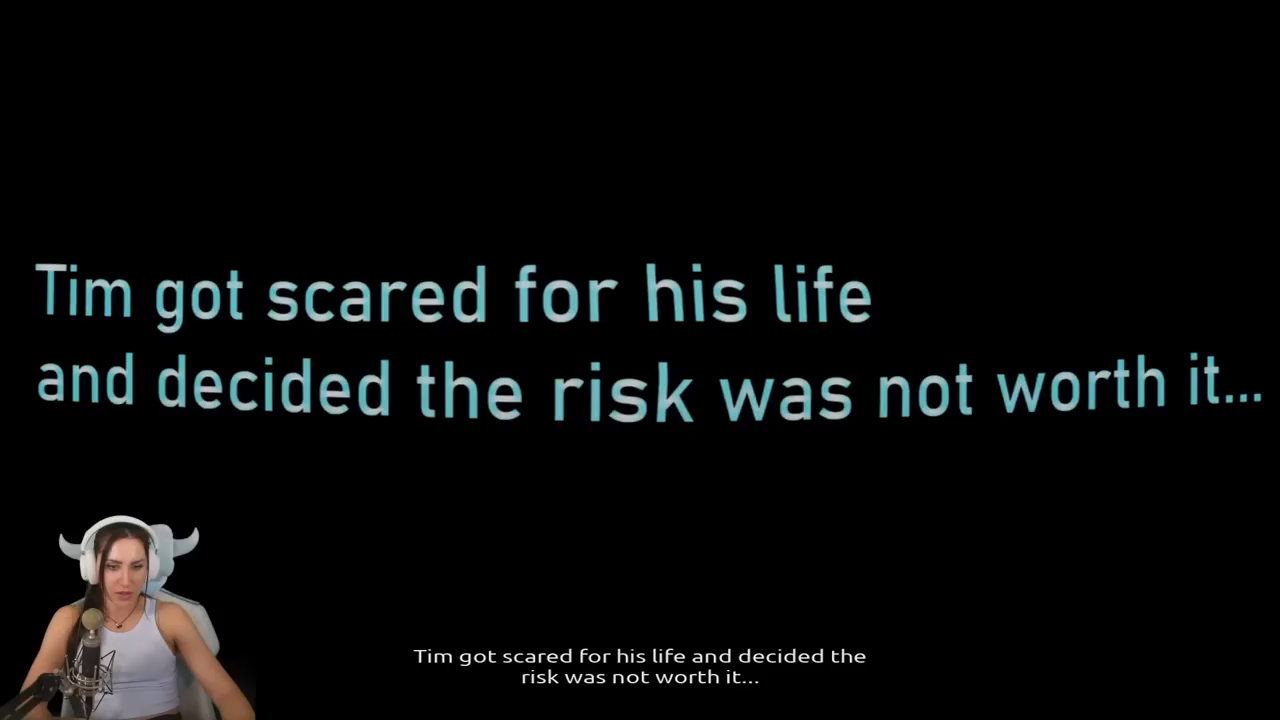 Tim got scared for his life
and decided the risk was not worth it...
Tim got scared for his life and decided the
risk was not worth it...